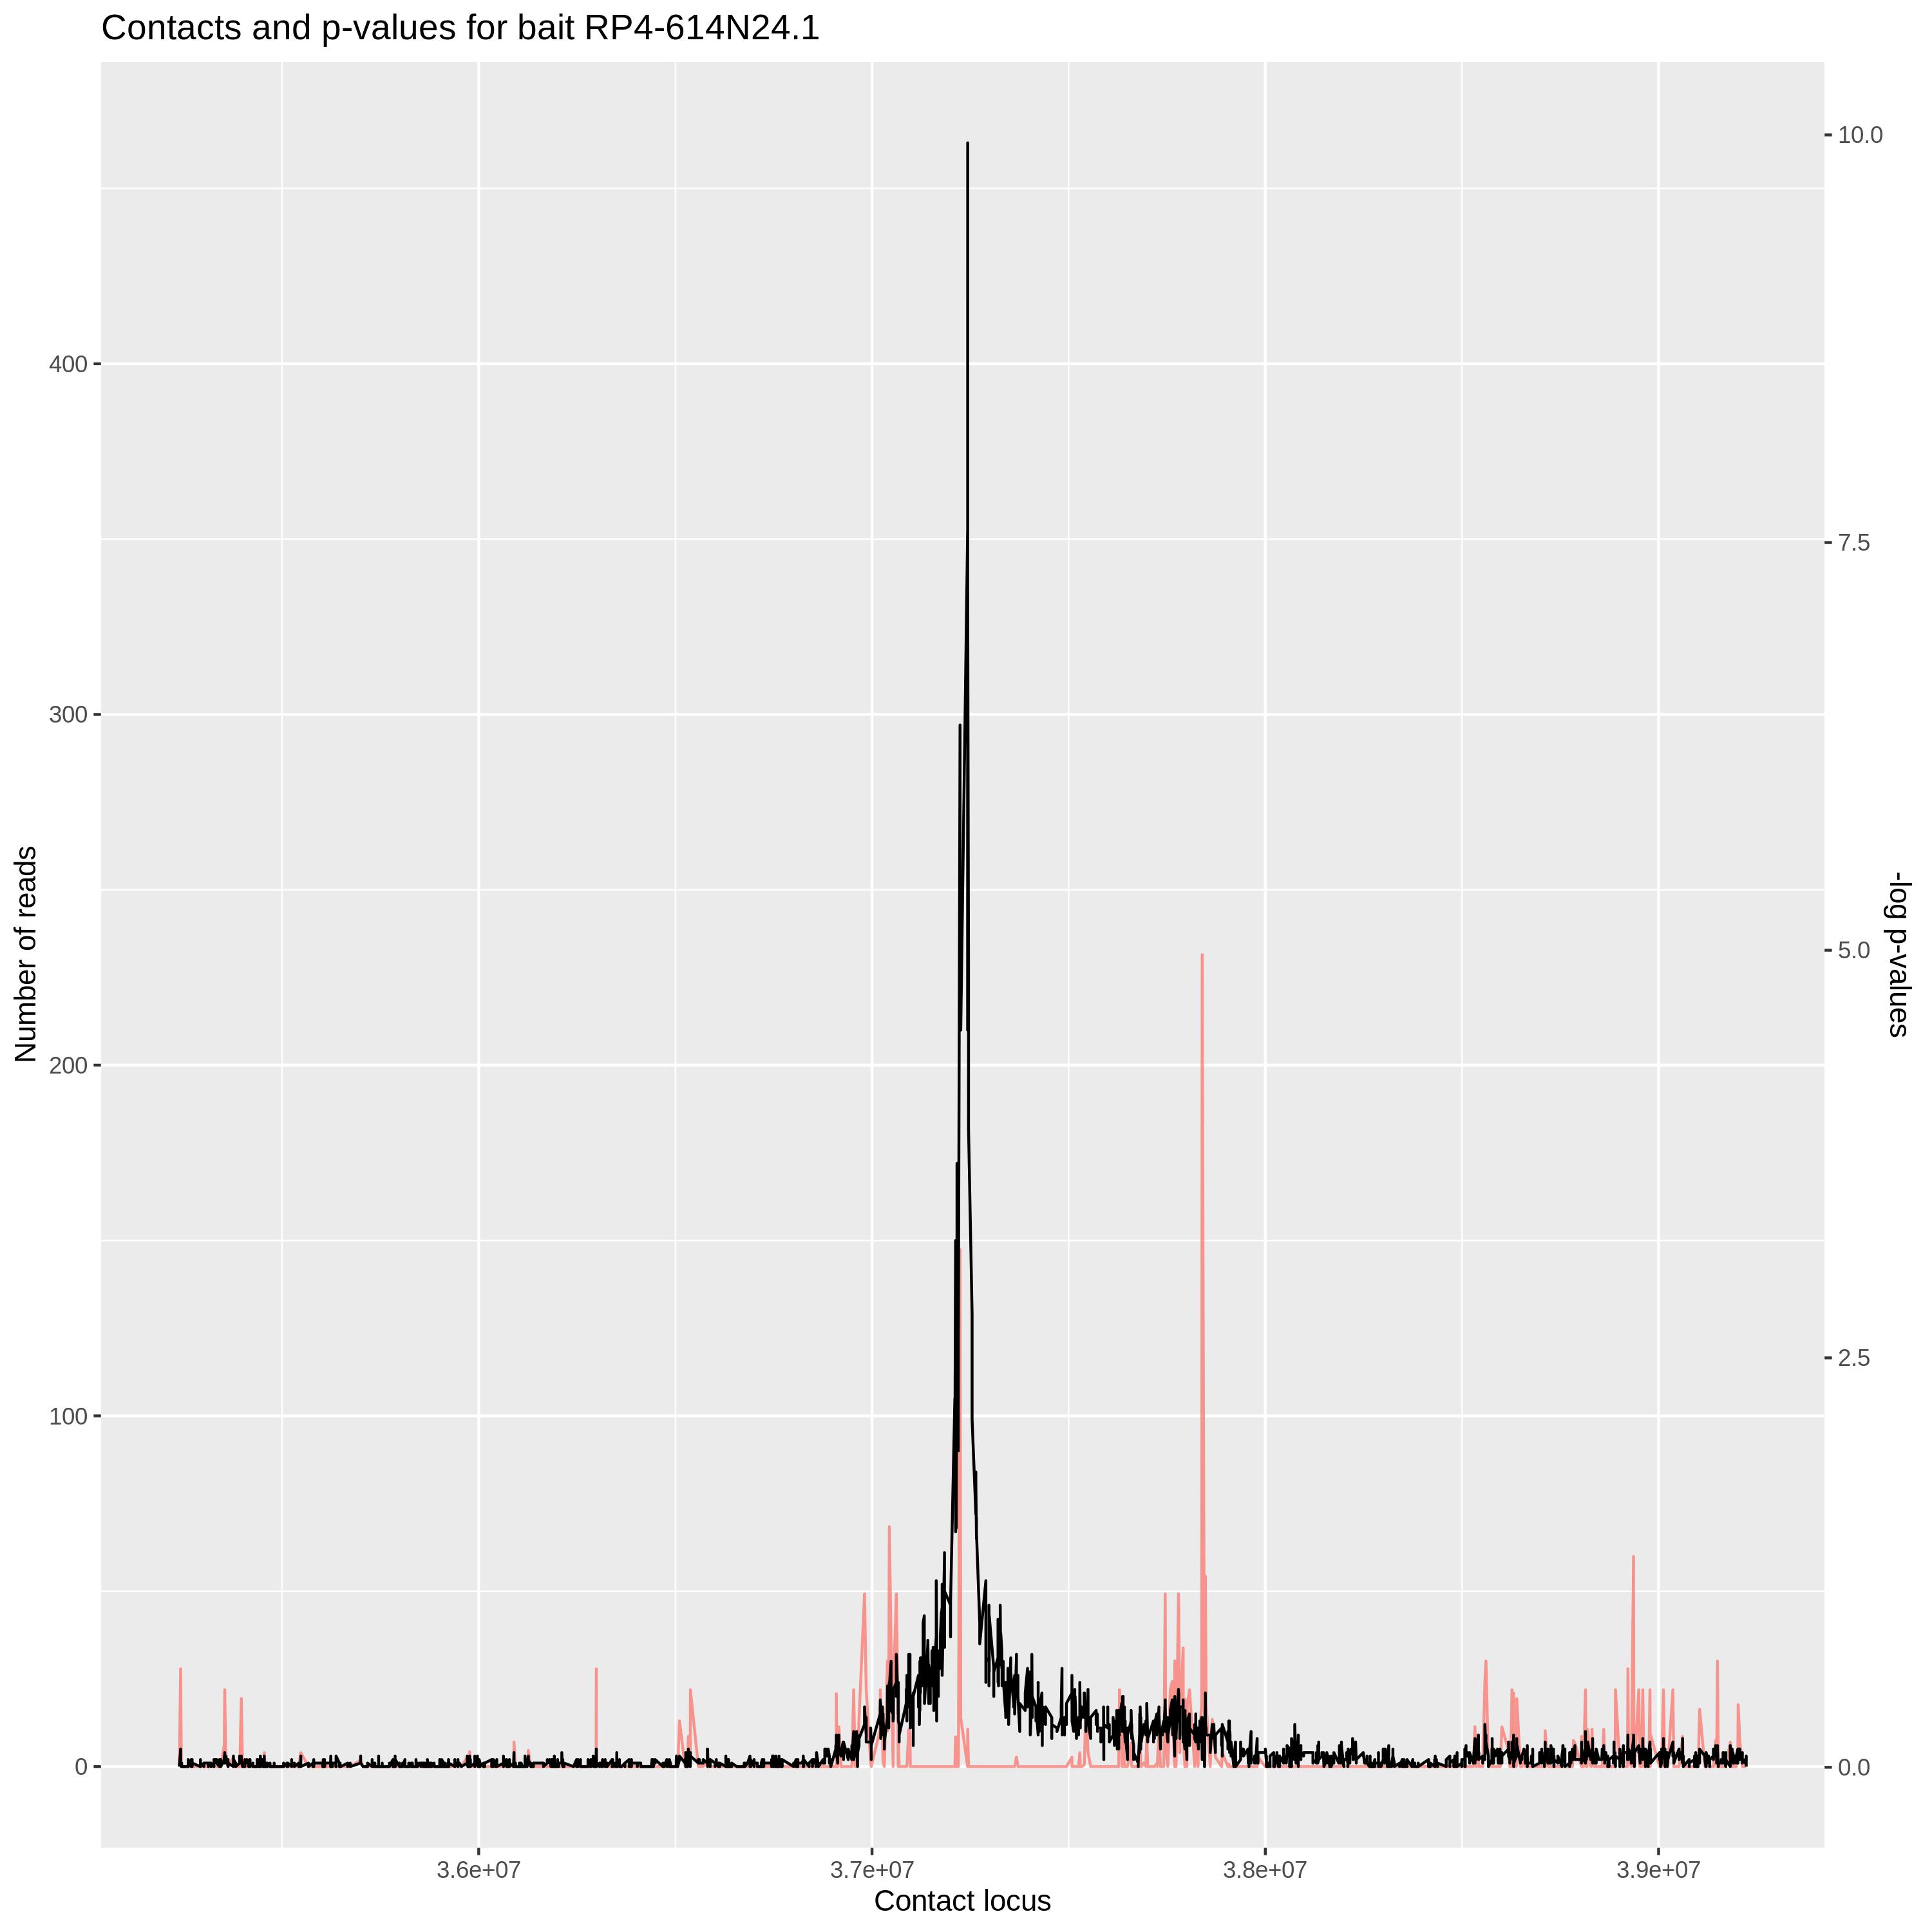 Contacts and p-values for bait RP4-614N24.1
Number of reads
400
300
200
100
0
10.0
7.5
5.0
2.5
0.0
-log p-values
3.6e+07 3.7e+07 3.8e+07 3.9e+07
Contact locus